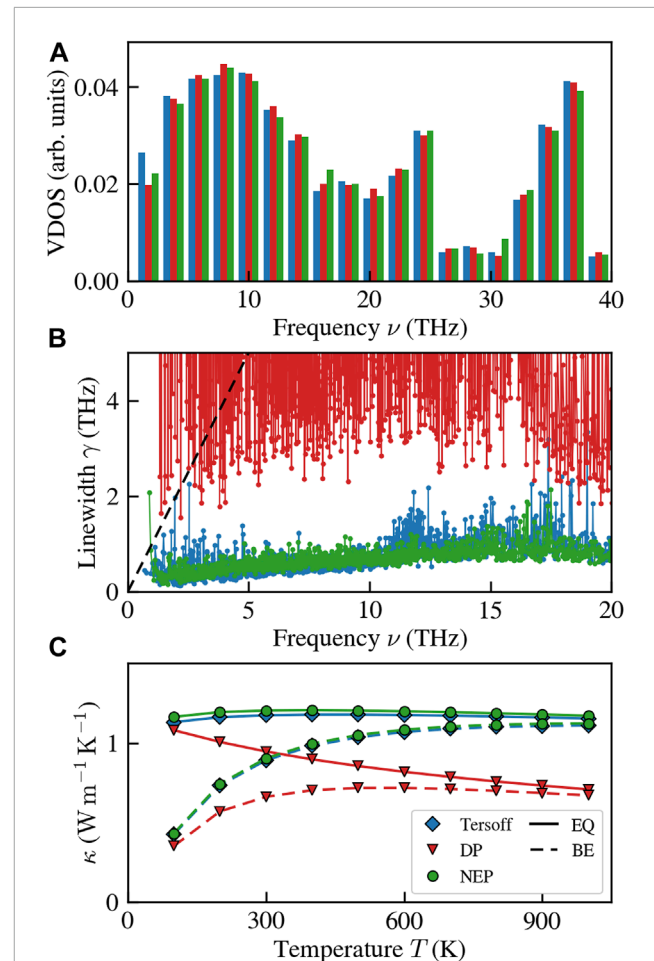 A
VDOS (arb. units)
0.04
0.02
0.00
0 10 20 30 40
Frequency ν (THz)
B
Linewidth γ (THz)
4
2
0
0 5 10 15 20
Frequency ν (THz)
C
κ (W m⁻¹ K⁻¹)
1
0
Tersoff EQ
DP BE
NEP
0 300 600 900
Temperature T (K)